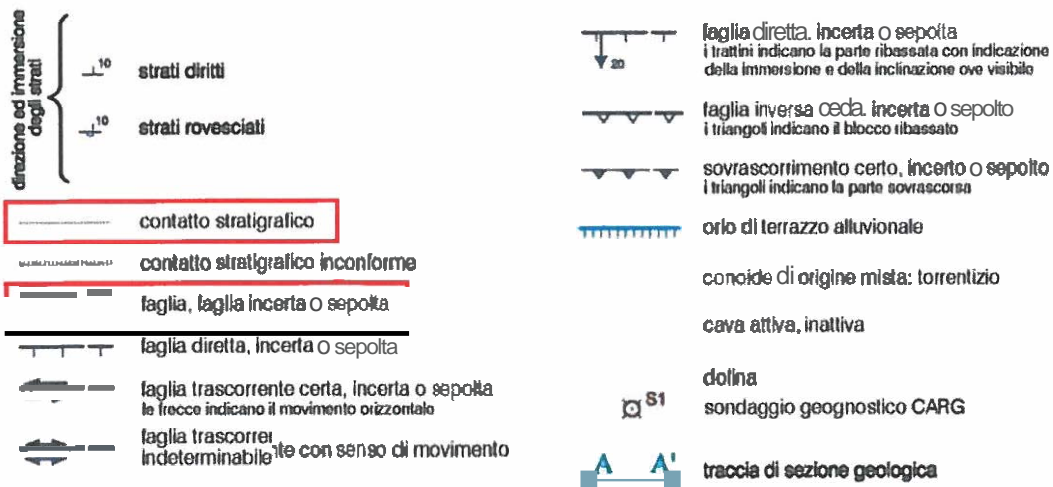 direzione ed immersione
degli strati
10
strati diritti
10
strati rovesciati
contatto stratigrafico
contatto stratigrafico inconforme
faglia, faglia incerta o sepolta
faglia diretta, incerta o sepolta
faglia trascorrente certa, incerta o sepolta
le frecce indicano il movimento orizzontale
faglia trascorrente con senso di movimento
indeterminabile
20
faglia diretta. incerta o sepolta
i trattini indicano la parte ribassata con indicazione
della immersione e della inclinazione ove visibile
faglia inversa ceda. incerta o sepolto
i triangoli indicano il blocco ribassato
sovrascorrimento certo, incerto o sepolto
i triangoli indicano la parte sovrascorsa
orlo di terrazzo alluvionale
conoide di origine mista: torrentizio
cava attiva, inattiva
dolina
S1
sondaggio geognostico CARG
A A'
traccia di sezione geologica